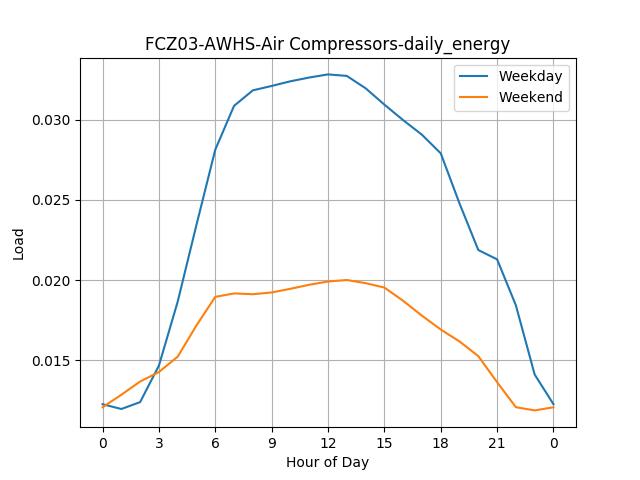 FCZ03-AWHS-Air Compressors-daily_energy
Weekday
Weekend
0.030
0.025
0.020
0.015
Load
0 3 6 9 12 15 18 21 0
Hour of Day